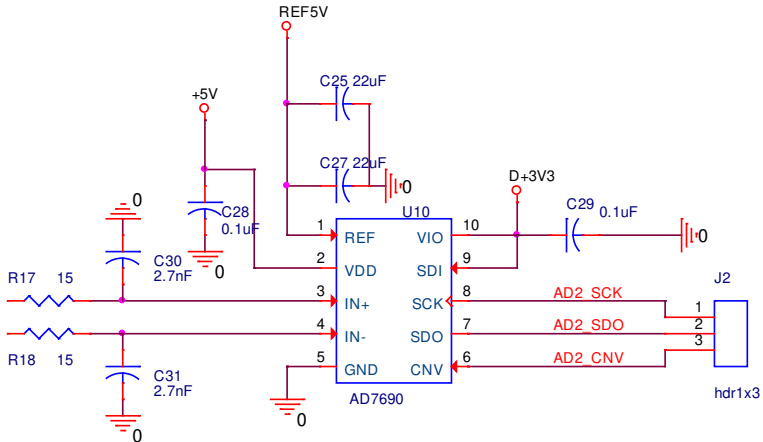 REF5V
C25 22uF
+5V
C27 22uF
0
D+3V3
C28
0.1uF
C29
0.1uF
0
0
0
U10
1
REF
VIO
10
2
VDD
SDI
9
3
IN+
SCK
8
4
IN-
SDO
7
5
GND
CNV
6
AD7690
C30
2.7nF
R17
15
R18
15
C31
2.7nF
0
0
AD2_SCK
AD2_SDO
AD2_CNV
J2
1
2
3
hdr1x3